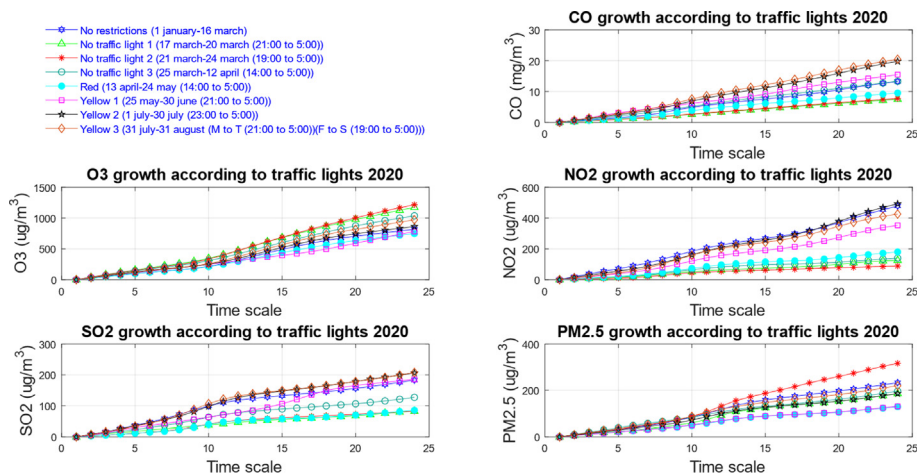 No restrictions (1 january-16 march)
No traffic light 1 (17 march-20 march (21:00 to 5:00))
No traffic light 2 (21 march-24 march (19:00 to 5:00))
No traffic light 3 (25 march-12 april (14:00 to 5:00))
Red (13 april-24 may (14:00 to 5:00))
Yellow 1 (25 may-30 june (21:00 to 5:00))
Yellow 2 (1 july-30 july (23:00 to 5:00))
Yellow 3 (31 july-31 august (M to T (21:00 to 5:00))(F to S (19:00 to 5:00)))
CO growth according to traffic lights 2020
30
20
10
0
CO (mg/m³)
0 5 10 15 20 25
Time scale
O3 growth according to traffic lights 2020
1500
1000
500
0
O3 (ug/m³)
0 5 10 15 20 25
Time scale
NO2 growth according to traffic lights 2020
600
400
200
0
NO2 (ug/m³)
0 5 10 15 20 25
Time scale
SO2 growth according to traffic lights 2020
300
200
100
0
SO2 (ug/m³)
0 5 10 15 20 25
Time scale
PM2.5 growth according to traffic lights 2020
400
200
0
PM2.5 (ug/m³)
0 5 10 15 20 25
Time scale